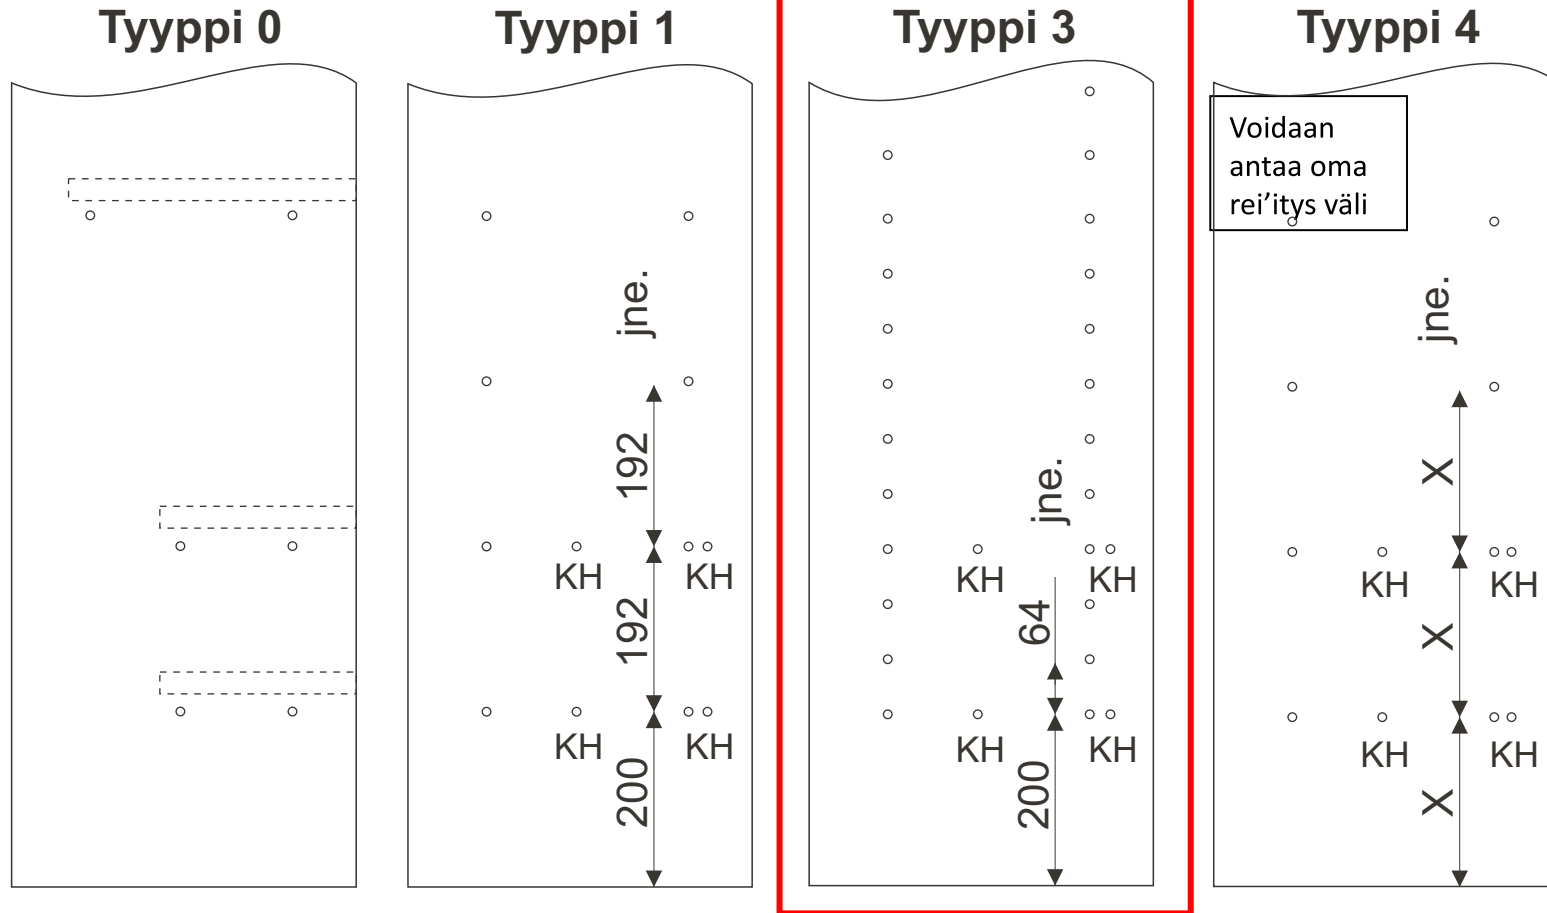 Tyyppi 0
Tyyppi 1
Tyyppi 3
Tyyppi 4
jne.
192
192
KH
KH
KH
KH
200
jne.
64
KH
KH
KH
KH
200
Voidaan
antaa oma
rei’itys väli
jne.
X
X
KH
KH
KH
KH
X